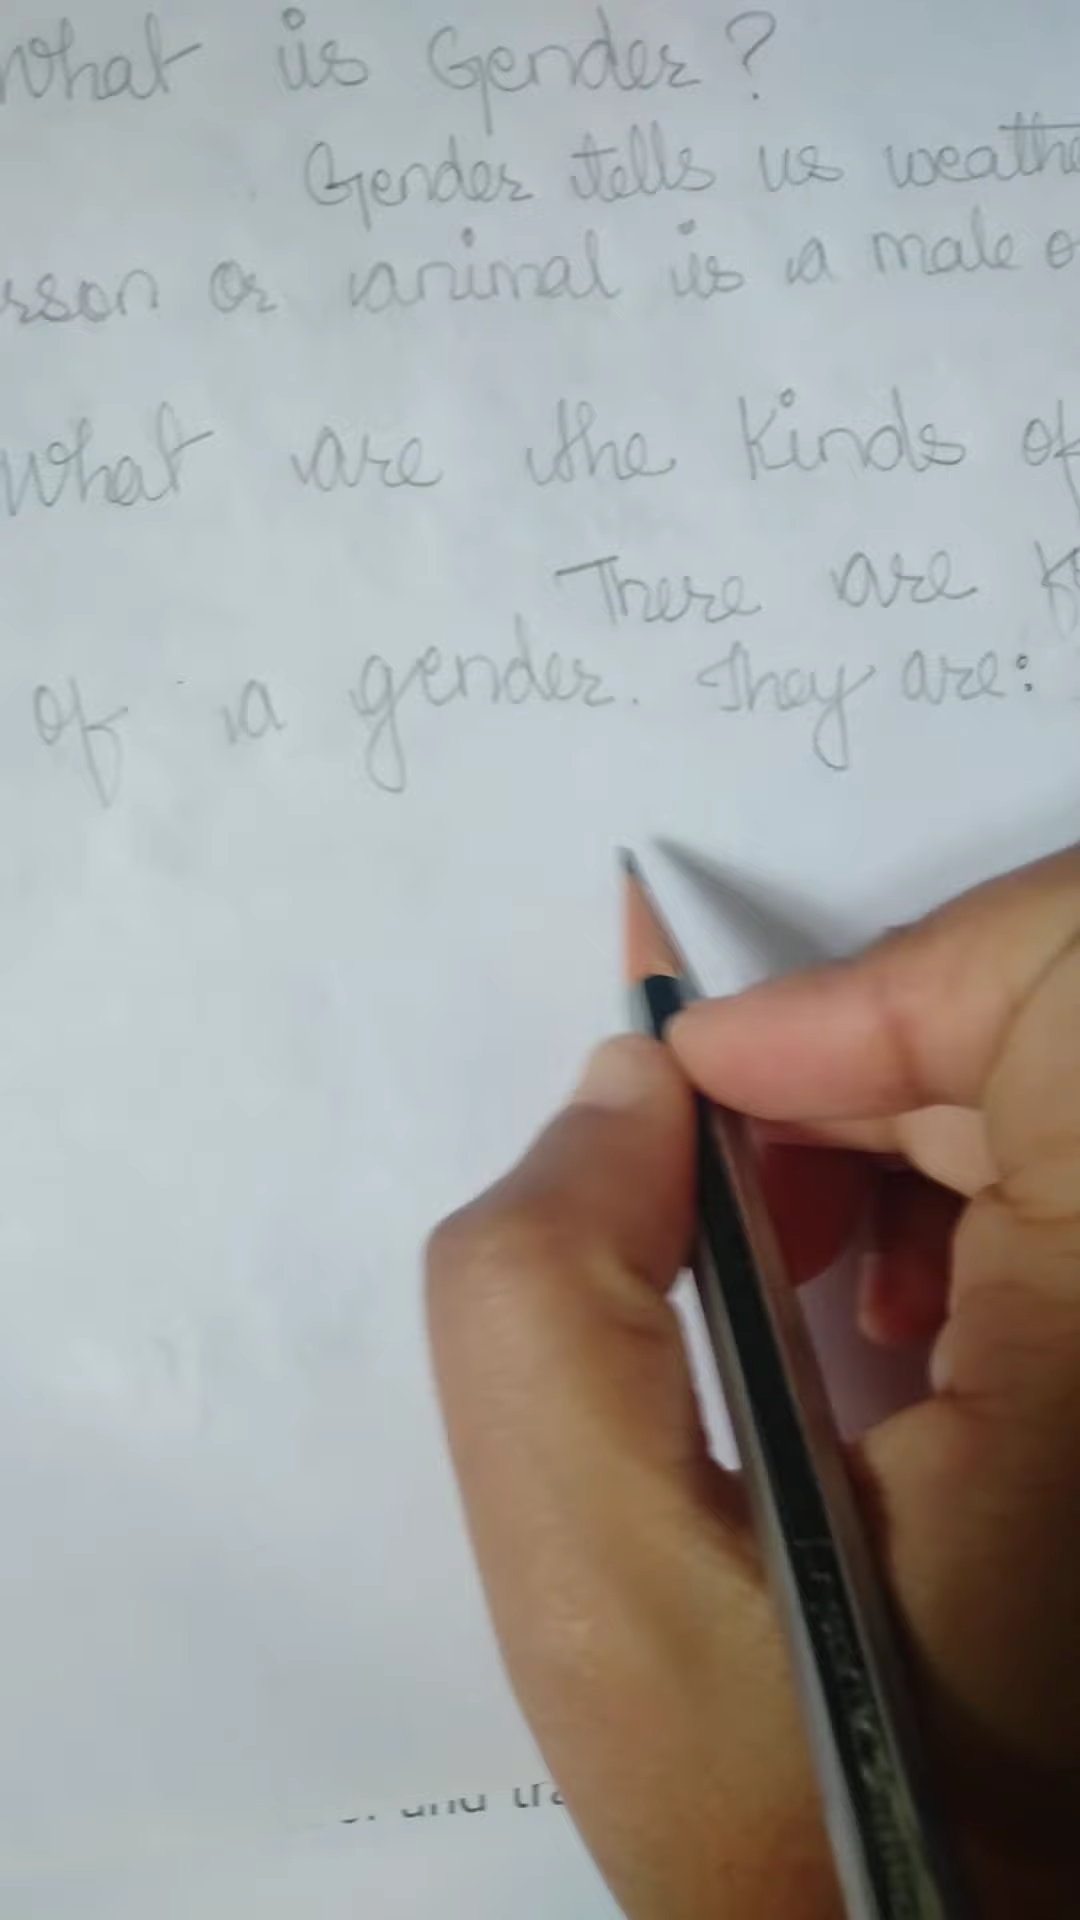 What is Gender?
Gender tells us weathe
rson or animal is a male o
What are the Kinds of
There are
of a gender. They are: